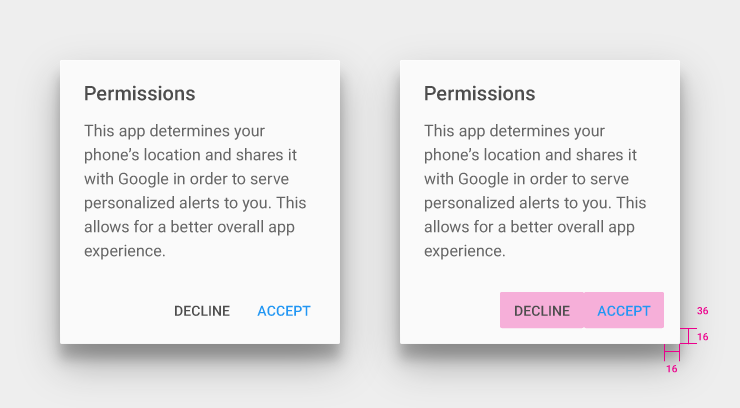 Permissions
This app determines your
phone's location and shares it
with Google in order to serve
personalized alerts to you. This
allows for a better overall app
experience.
DECLINE ACCEPT
Permissions
This app determines your
phone's location and shares it
with Google in order to serve
personalized alerts to you. This
allows for a better overall app
experience.
DECLINE ACCEPT
36
16
16